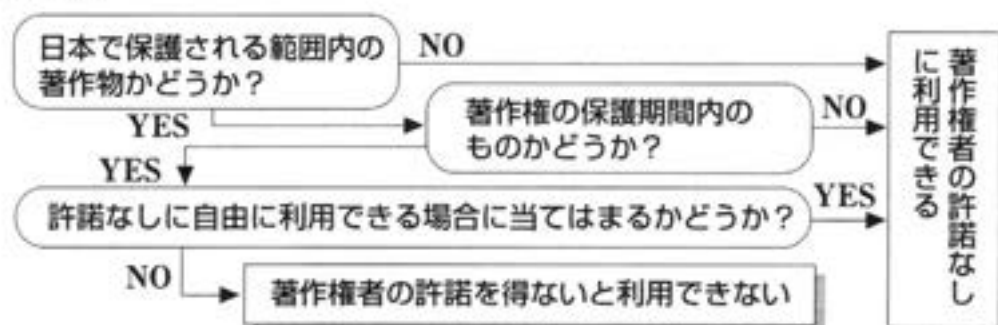 日本で保護される範囲内の
著作物かどうか？
NO
YES
著作権の保護期間内の
ものかどうか？
NO
YES
許諾なしに自由に利用できる場合に当てはまるかどうか？
YES
NO
著作権者の許諾を得ないと利用できない
著作権者の許諾なし
に利用できる